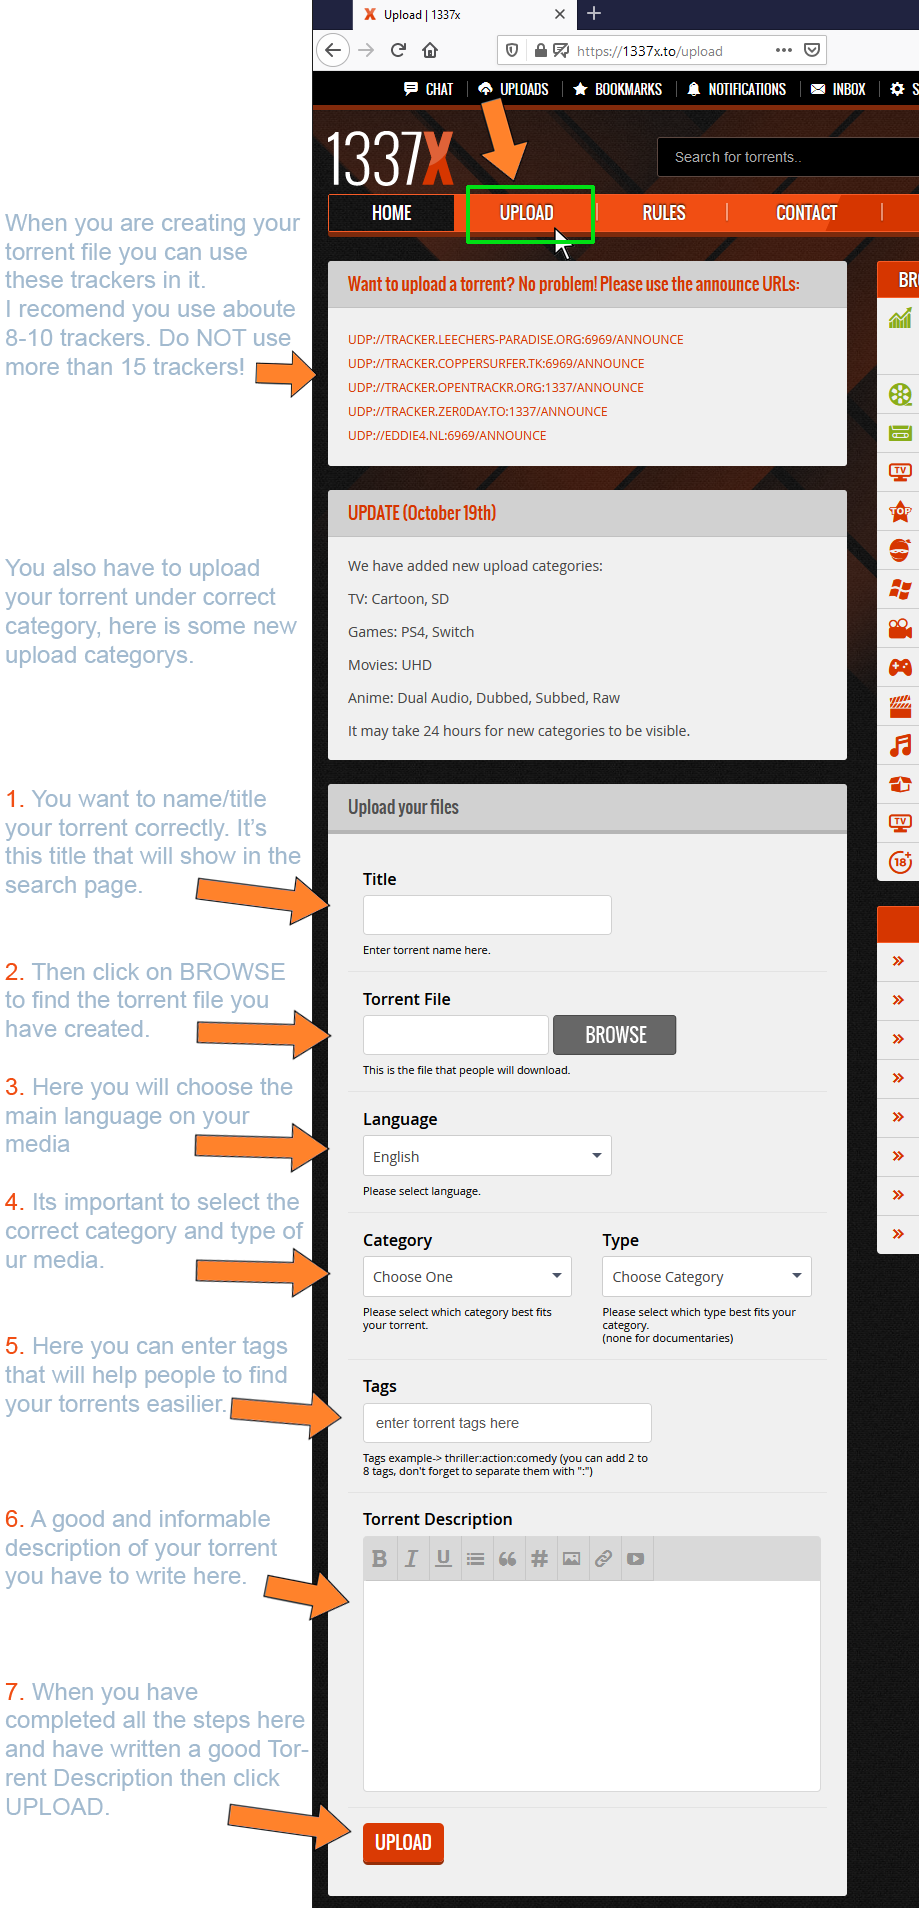 Upload | 1337x
https://1337x.to/upload
CHAT
UPLOADS
BOOKMARKS
NOTIFICATIONS
INBOX
S
1337X
Search for torrents..
HOME
UPLOAD
RULES
CONTACT
When you are creating your
torrent file you can use
these trackers in it.
I recomend you use aboute
8-10 trackers. Do NOT use
more than 15 trackers!
Want to upload a torrent? No problem! Please use the announce URLs:
UDP://TRACKER.LEECHERS-PARADISE.ORG:6969/ANNOUNCE
UDP://TRACKER.COPPERSURFER.TK:6969/ANNOUNCE
UDP://TRACKER.OPENTRACKR.ORG:1337/ANNOUNCE
UDP://TRACKER.ZER0DAY.TO:1337/ANNOUNCE
UDP://EDDIE4.NL:6969/ANNOUNCE
BR
TV
TOP
TV
18+
UPDATE (October 19th)
We have added new upload categories:
TV: Cartoon, SD
Games: PS4, Switch
Movies: UHD
Anime: Dual Audio, Dubbed, Subbed, Raw
It may take 24 hours for new categories to be visible.
You also have to upload
your torrent under correct
category, here is some new
upload categorys.
Upload your files
1. You want to name/title
your torrent correctly. It's
this title that will show in the
search page.
Title
Enter torrent name here.
2. Then click on BROWSE
to find the torrent file you
have created.
Torrent File
BROWSE
This is the file that people will download.
3. Here you will choose the
main language on your
media
Language
English
Please select language.
4. Its important to select the
correct category and type of
ur media.
Category
Choose One
Please select which category best fits
your torrent.
Type
Choose Category
Please select which type best fits your
category.
(none for documentaries)
5. Here you can enter tags
that will help people to find
your torrents easilier.
Tags
enter torrent tags here
Tags example-> thriller:action:comedy (you can add 2 to
8 tags, don't forget to separate them with ":")
6. A good and informable
description of your torrent
you have to write here.
Torrent Description
B I U
7. When you have
completed all the steps here
and have written a good Tor-
rent Description then click
UPLOAD.
UPLOAD